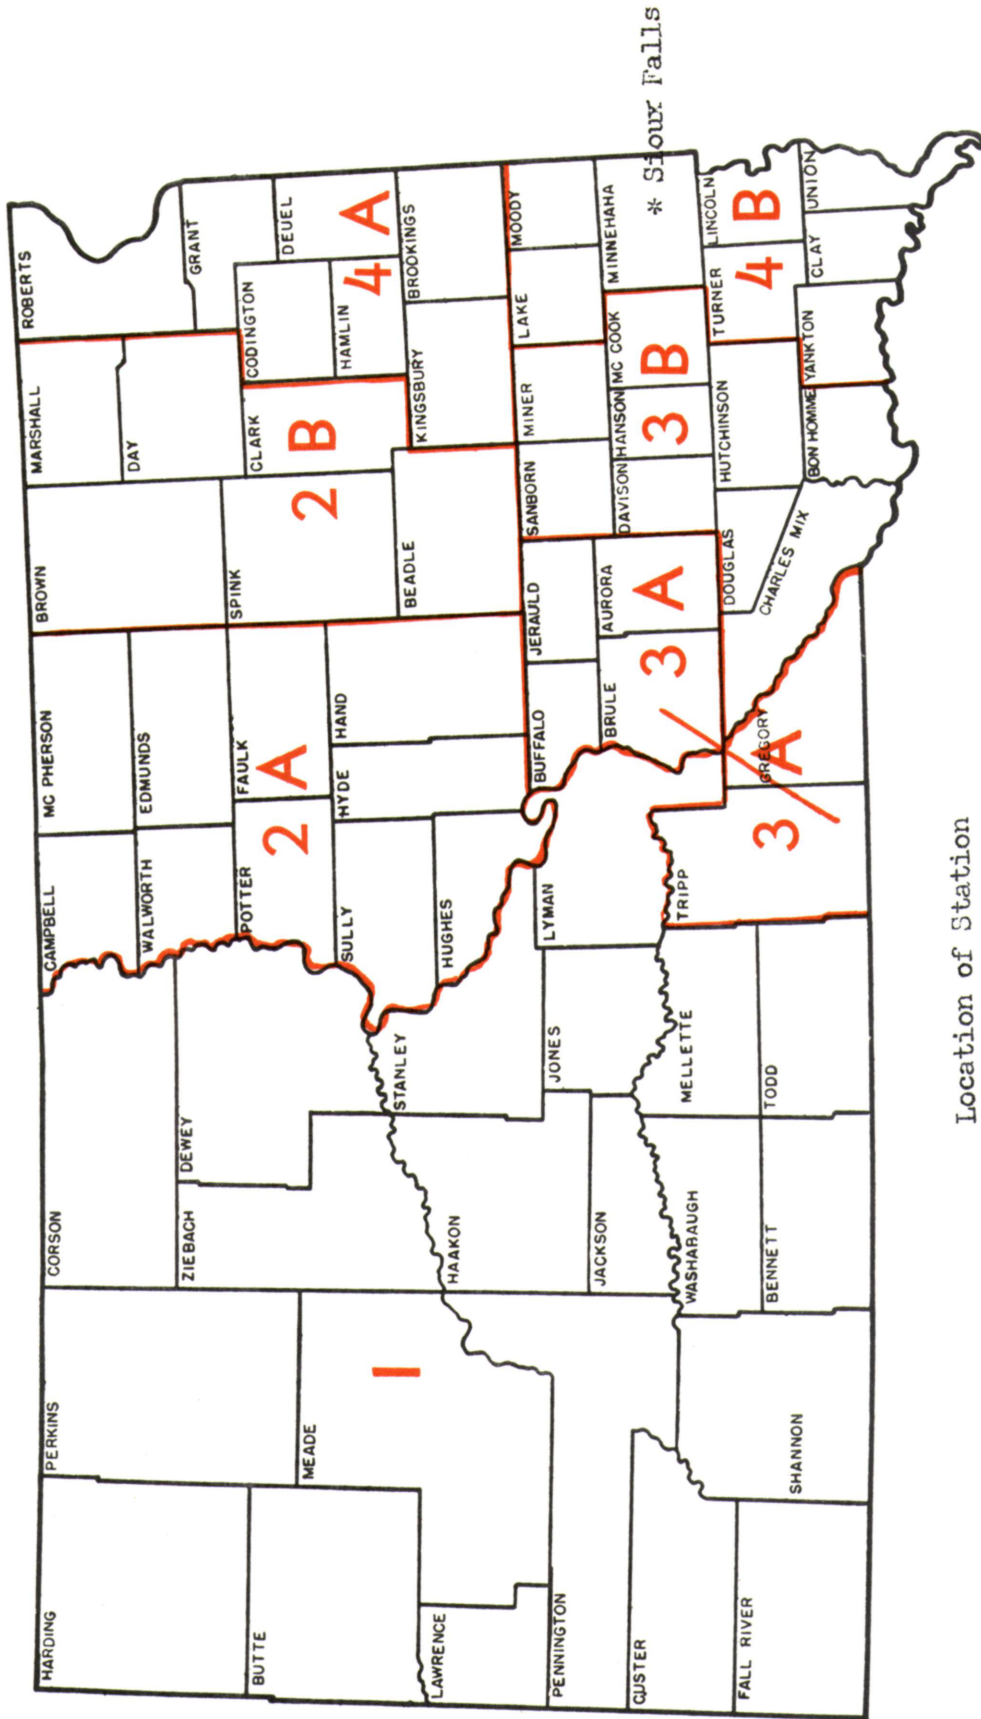 HARDING
PERKINS
CORSON
CAMPBELL
MC PHERSON
BROWN
MARSHALL
ROBERTS
DAY
GRANT
WALWORTH
EDMUNDS
BUTTE
MEADE
ZIEBACH
DEWEY
POTTER
FAULK
SPINK
CLARK
CODINGTON
DEUEL
HAMLIN
1
2 A
2 B
4 A
SULLY
HYDE
HAND
BEADLE
KINGSBURY
BROOKINGS
LAWRENCE
HAAKON
STANLEY
HUGHES
PENNINGTON
JACKSON
JONES
LYMAN
BUFFALO
JERAULD
SANBORN
MINER
LAKE
MOODY
BRULE
AURORA
DAVISON
HANSON
MC COOK
MINNEHAHA
3 A
3 B
* Sioux Falls
CUSTER
WASHABAUGH
MELLETTE
TRIPP
GREGORY
DOUGLAS
HUTCHINSON
TURNER
LINCOLN
3 A
4 B
FALL RIVER
SHANNON
BENNETT
TODD
CHARLES MIX
BON HOMME
YANKTON
CLAY
UNION
Location of Station